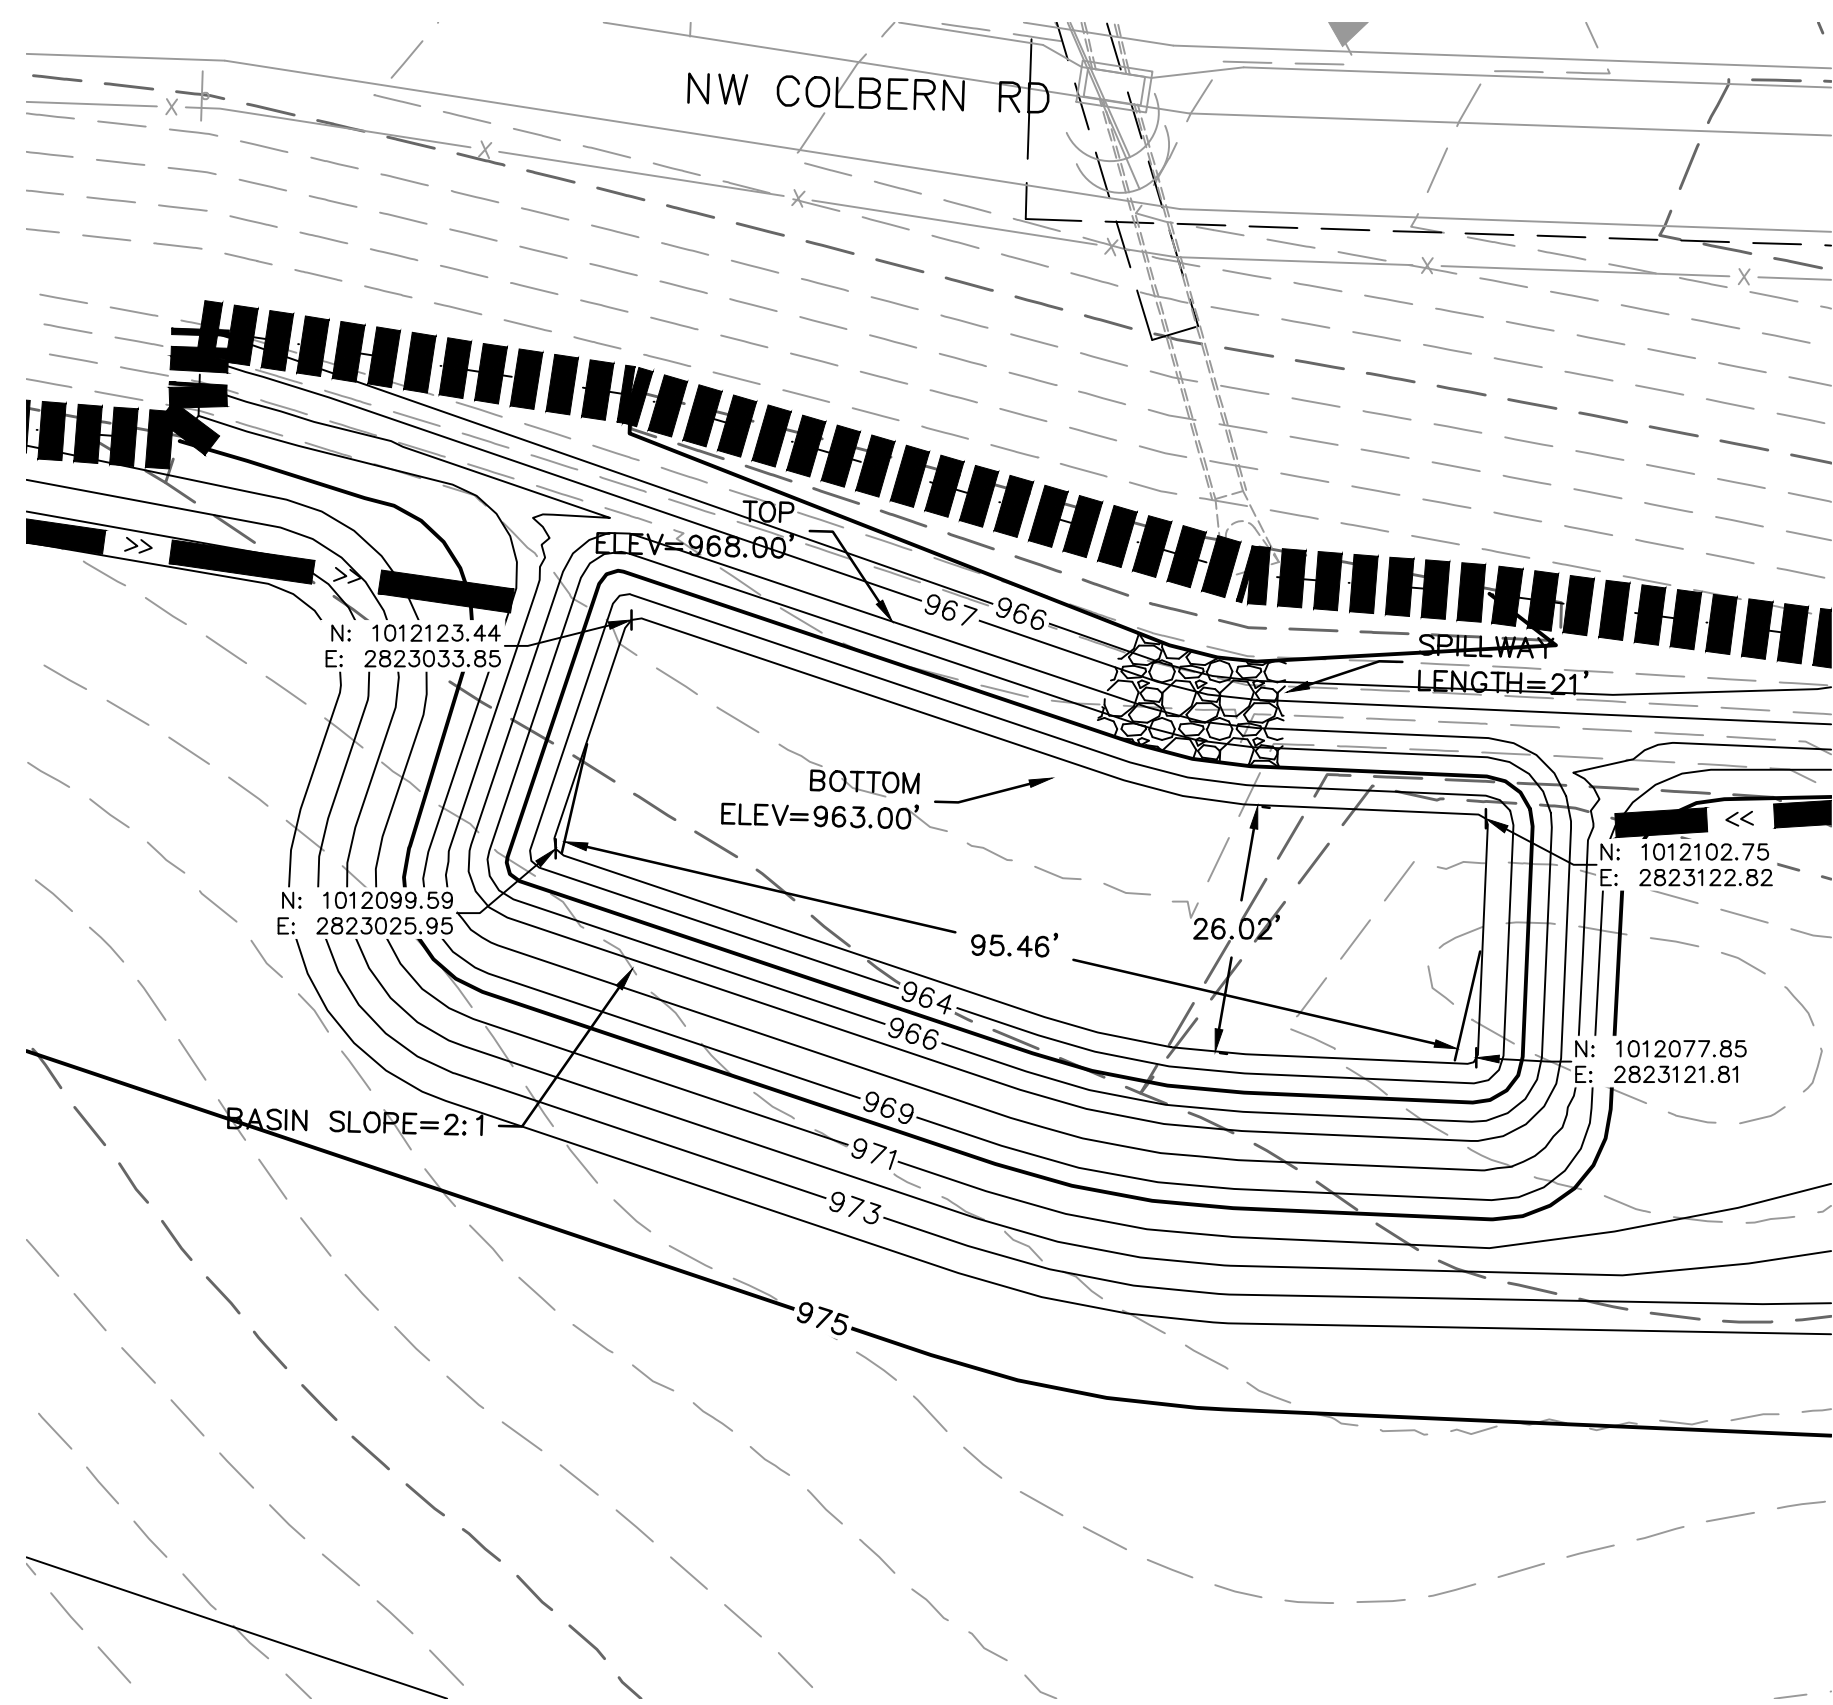 NW COLBERN RD
TOP
ELEV=968.00'
967
966
N: 1012123.44
E: 2823033.85
SPILLWAY
LENGTH=21'
>>
>>
BOTTOM
ELEV=963.00'
<<
N: 1012102.75
E: 2823122.82
N: 1012099.59
E: 2823025.95
95.46'
26.02'
964
966
N: 1012077.85
E: 2823121.81
BASIN SLOPE=2:1
969
971
973
975